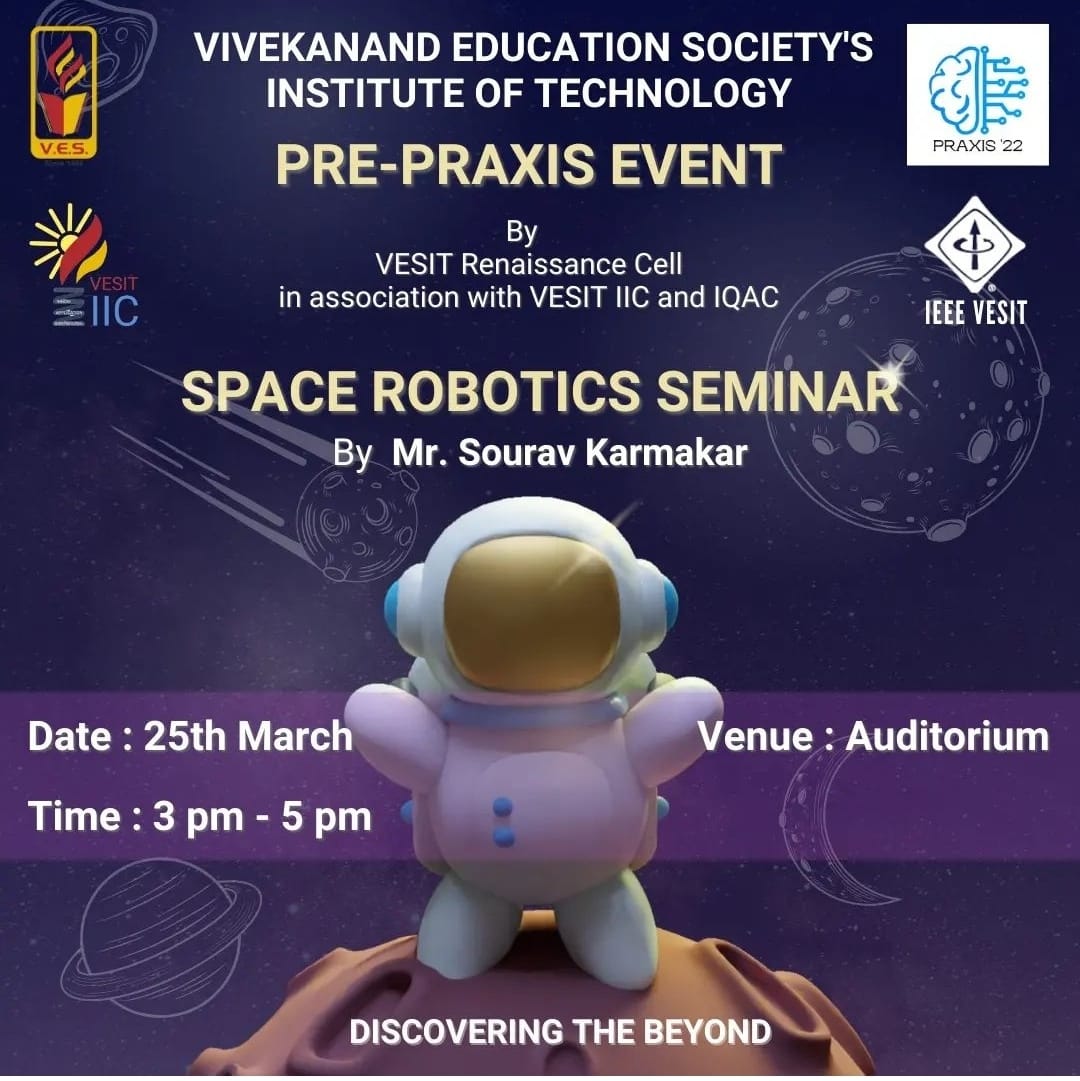 VIVEKANAND EDUCATION SOCIETY'S
INSTITUTE OF TECHNOLOGY
V.E.S.
PRAXIS '22
PRE-PRAXIS EVENT
By
VESIT Renaissance Cell
in association with VESIT IIC and IQAC
VESIT
IIC
IEEE VESIT
SPACE ROBOTICS SEMINAR
By Mr. Sourav Karmakar
Date : 25th March
Venue : Auditorium
Time : 3 pm - 5 pm
DISCOVERING THE BEYOND